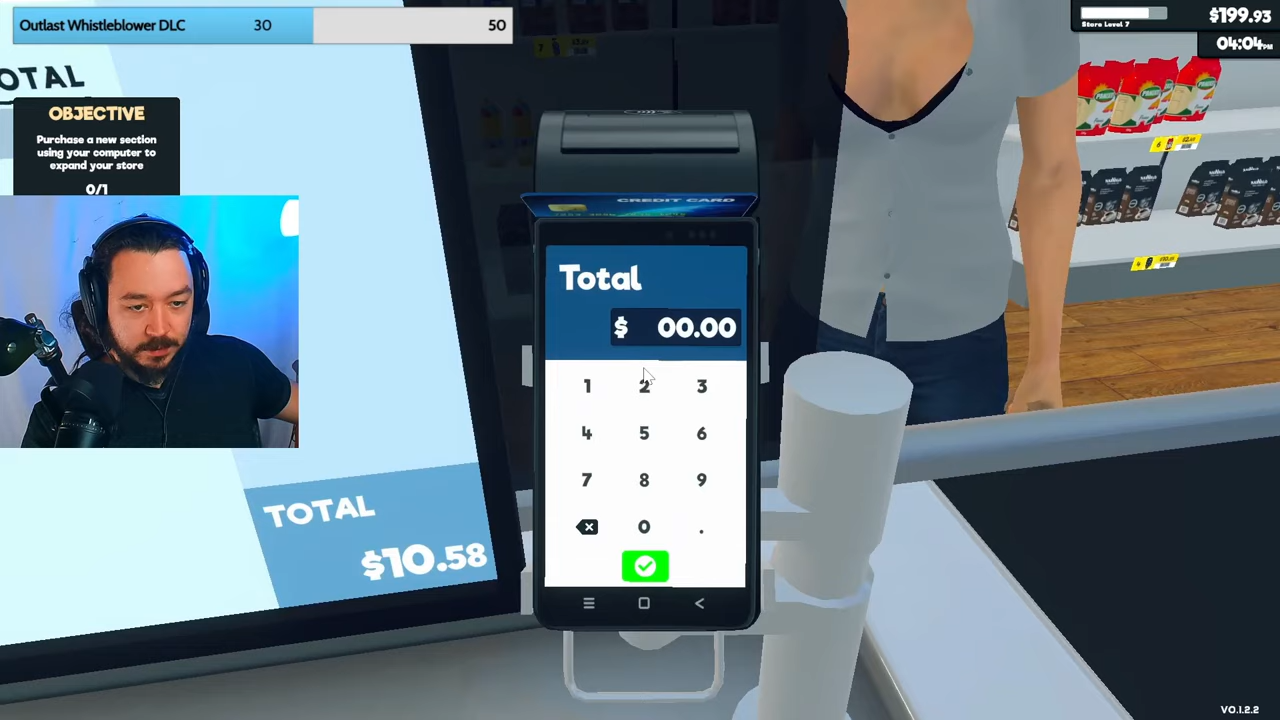 Outlast Whistleblower DLC 30 50
$199.93
Store Level 7
04:04PM
OTAL
OBJECTIVE
Purchase a new section
using your computer to
expand your store
0/1
CREDIT CARD
Total
$ 00.00
1 2 3
4 5 6
7 8 9
0 .
TOTAL
$10.58
V0.1.2.2